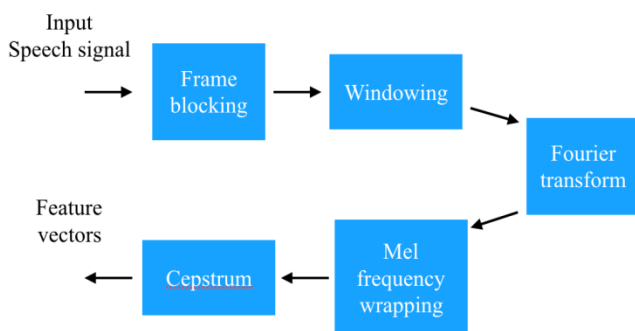 Input
Speech signal
Frame
blocking
Windowing
Fourier
transform
Mel
frequency
wrapping
Cepstrum
Feature
vectors